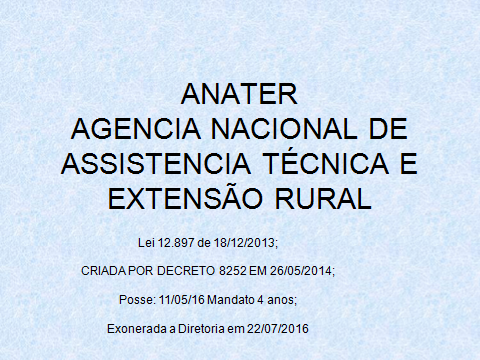 ANATER
AGENCIA NACIONAL DE
ASSISTENCIA TÉCNICA E
EXTENSÃO RURAL
Lei 12.897 de 18/12/2013;
CRIADA POR DECRETO 8252 EM 26/05/2014;
Posse: 11/05/16 Mandato 4 anos;
Exonerada a Diretoria em 22/07/2016